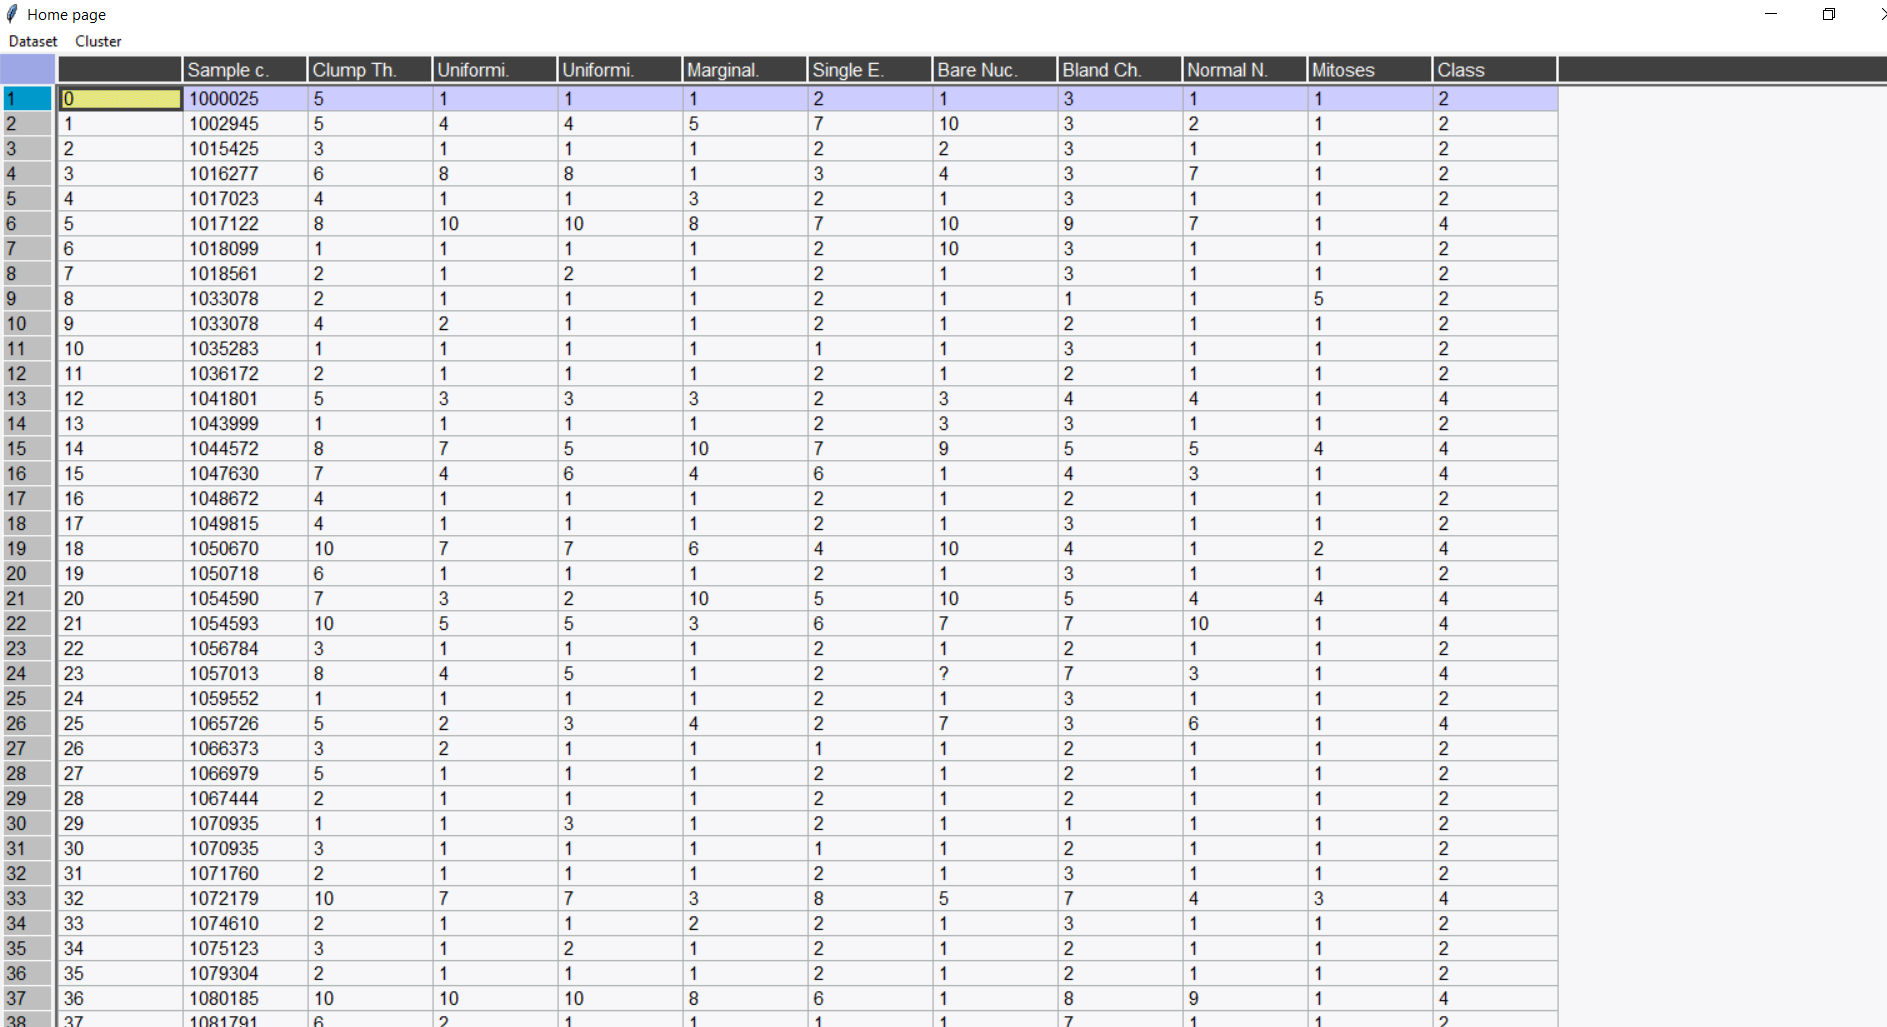 Home page
Dataset Cluster
Sample c. Clump Th. Uniformi. Uniformi. Marginal. Single E. Bare Nuc. Bland Ch. Normal N. Mitoses Class
1 0 1000025 5 1 1 1 2 1 3 1 1 2
2 1 1002945 5 4 4 5 7 10 3 2 1 2
3 2 1015425 3 1 1 1 2 2 3 1 1 2
4 3 1016277 6 8 8 1 3 4 3 7 1 2
5 4 1017023 4 1 1 3 2 1 3 1 1 2
6 5 1017122 8 10 10 8 7 10 9 7 1 4
7 6 1018099 1 1 1 1 2 10 3 1 1 2
8 7 1018561 2 1 2 1 2 1 3 1 1 2
9 8 1033078 2 1 1 1 2 1 1 1 5 2
10 9 1033078 4 2 1 1 2 1 2 1 1 2
11 10 1035283 1 1 1 1 1 1 3 1 1 2
12 11 1036172 2 1 1 1 2 1 2 1 1 2
13 12 1041801 5 3 3 3 2 3 4 4 1 4
14 13 1043999 1 1 1 1 2 3 3 1 1 2
15 14 1044572 8 7 5 10 7 9 5 5 4 4
16 15 1047630 7 4 6 4 6 1 4 3 1 4
17 16 1048672 4 1 1 1 2 1 2 1 1 2
18 17 1049815 4 1 1 1 2 1 3 1 1 2
19 18 1050670 10 7 7 6 4 10 4 1 2 4
20 19 1050718 6 1 1 1 2 1 3 1 1 2
21 20 1054590 7 3 2 10 5 10 5 4 4 4
22 21 1054593 10 5 5 3 6 7 7 10 1 4
23 22 1056784 3 1 1 1 2 1 2 1 1 2
24 23 1057013 8 4 5 1 2 ? 7 3 1 4
25 24 1059552 1 1 1 1 2 1 3 1 1 2
26 25 1065726 5 2 3 4 2 7 3 6 1 4
27 26 1066373 3 2 1 1 1 1 2 1 1 2
28 27 1066979 5 1 1 1 2 1 2 1 1 2
29 28 1067444 2 1 1 1 2 1 2 1 1 2
30 29 1070935 1 1 3 1 2 1 1 1 1 2
31 30 1070935 3 1 1 1 1 1 2 1 1 2
32 31 1071760 2 1 1 1 2 1 3 1 1 2
33 32 1072179 10 7 7 3 8 5 7 4 3 4
34 33 1074610 2 1 1 2 2 1 3 1 1 2
35 34 1075123 3 1 2 1 2 1 2 1 1 2
36 35 1079304 2 1 1 1 2 1 2 1 1 2
37 36 1080185 10 10 10 8 6 1 8 9 1 4
38 37 1081791 6 2 1 1 1 1 7 1 1 2